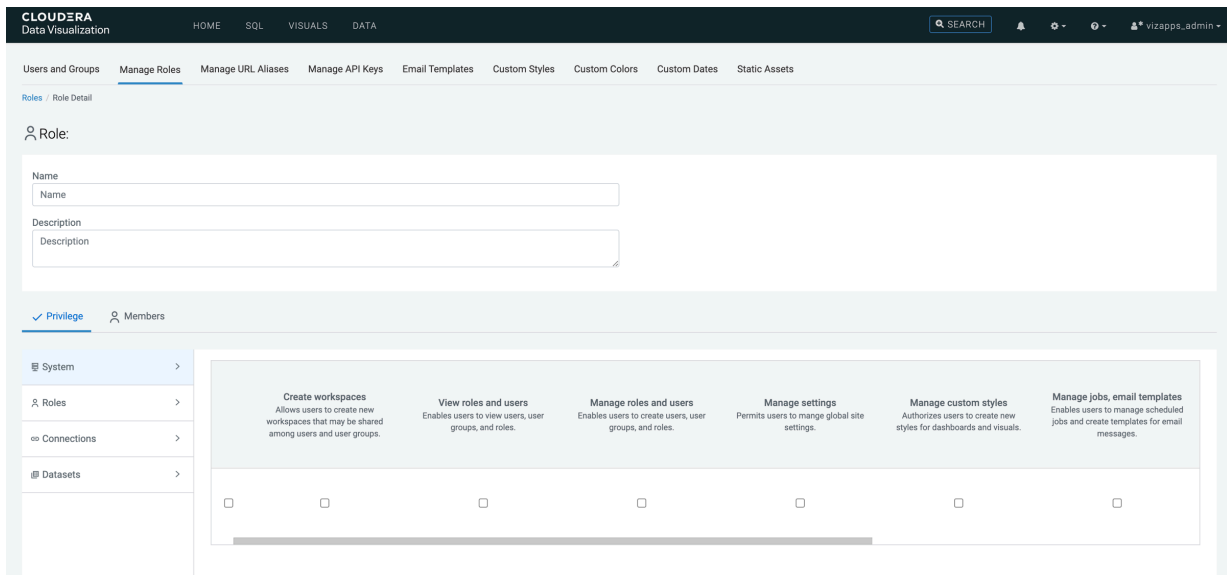 CLOUDERA
Data Visualization
HOME SQL VISUALS DATA
SEARCH
vizapps_admin
Users and Groups Manage Roles Manage URL Aliases Manage API Keys Email Templates Custom Styles Custom Colors Custom Dates Static Assets
Roles / Role Detail
Role:
Name
Name
Description
Description
Privilege Members
System
Roles
Connections
Datasets
Create workspaces
Allows users to create new
workspaces that may be shared
among users and user groups.
View roles and users
Enables users to view users, user
groups, and roles.
Manage roles and users
Enables users to create users, user
groups, and roles.
Manage settings
Permits users to mange global site
settings.
Manage custom styles
Authorizes users to create new
styles for dashboards and visuals.
Manage jobs, email templates
Enables users to manage scheduled
jobs and create templates for email
messages.